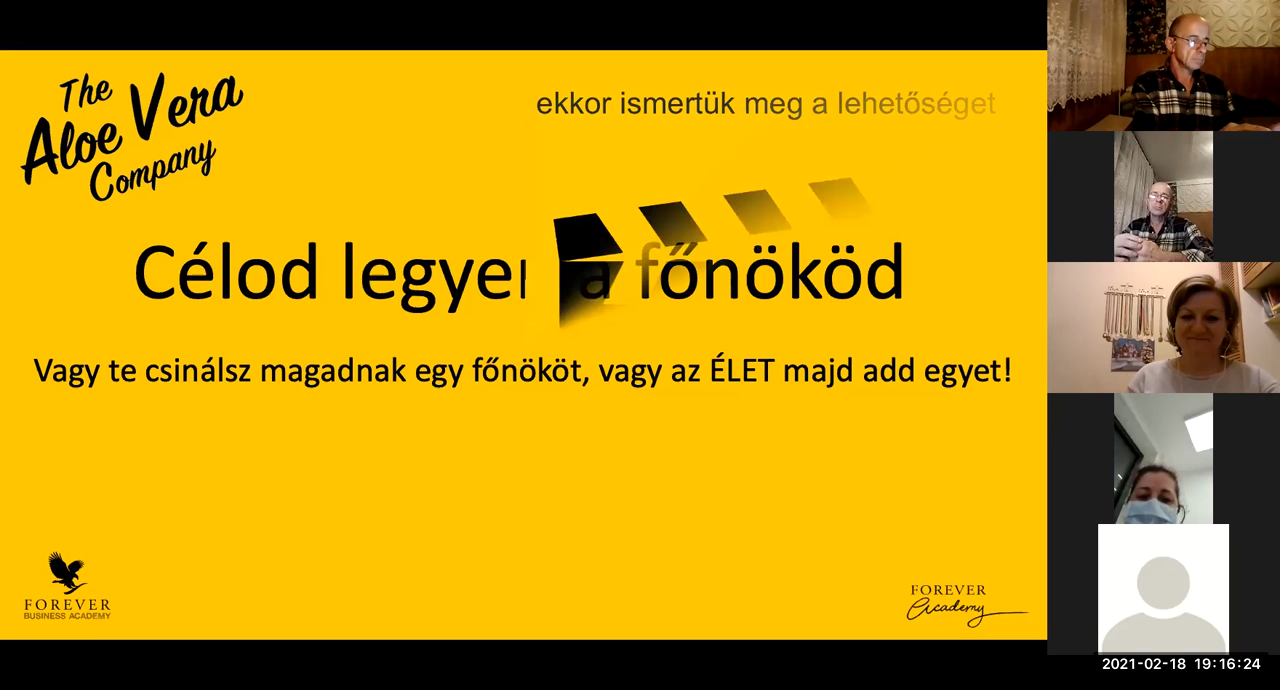 The
Aloe Vera
Company
ekkor ismertük meg a lehetőséget
Célod legyen a főnököd
Vagy te csinálsz magadnak egy főnököt, vagy az ÉLET majd add egyet!
FOREVER
BUSINESS ACADEMY
FOREVER
Academy
2021-02-18 19:16:24